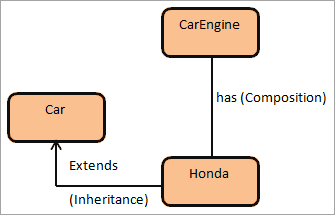 CarEngine
has (Composition)
Car
Extends
(Inheritance)
Honda